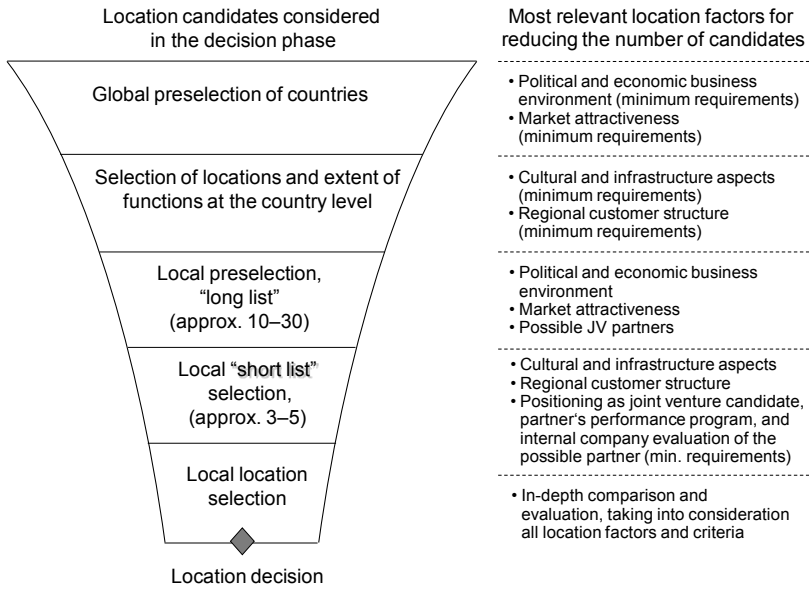 Location candidates considered
in the decision phase
Most relevant location factors for
reducing the number of candidates
Global preselection of countries
• Political and economic business
environment (minimum requirements)
• Market attractiveness
(minimum requirements)
Selection of locations and extent of
functions at the country level
• Cultural and infrastructure aspects
(minimum requirements)
• Regional customer structure
(minimum requirements)
Local preselection,
“long list”
(approx. 10–30)
• Political and economic business
environment
• Market attractiveness
• Possible JV partners
Local “short list”
selection,
(approx. 3–5)
• Cultural and infrastructure aspects
• Regional customer structure
• Positioning as joint venture candidate,
partner‘s performance program, and
internal company evaluation of the
possible partner (min. requirements)
Local location
selection
• In-depth comparison and
evaluation, taking into consideration
all location factors and criteria
Location decision